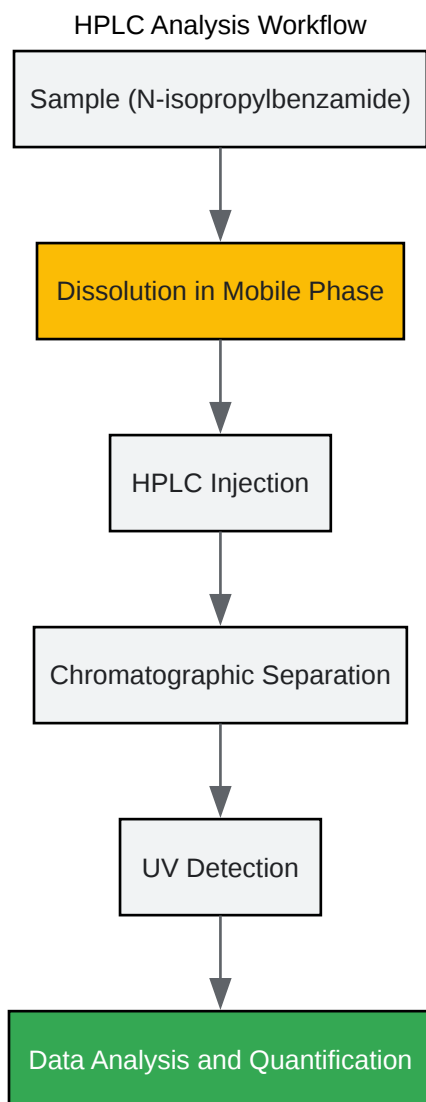 HPLC Analysis Workflow
Sample (N-isopropylbenzamide)
Dissolution in Mobile Phase
HPLC Injection
Chromatographic Separation
UV Detection
Data Analysis and Quantification